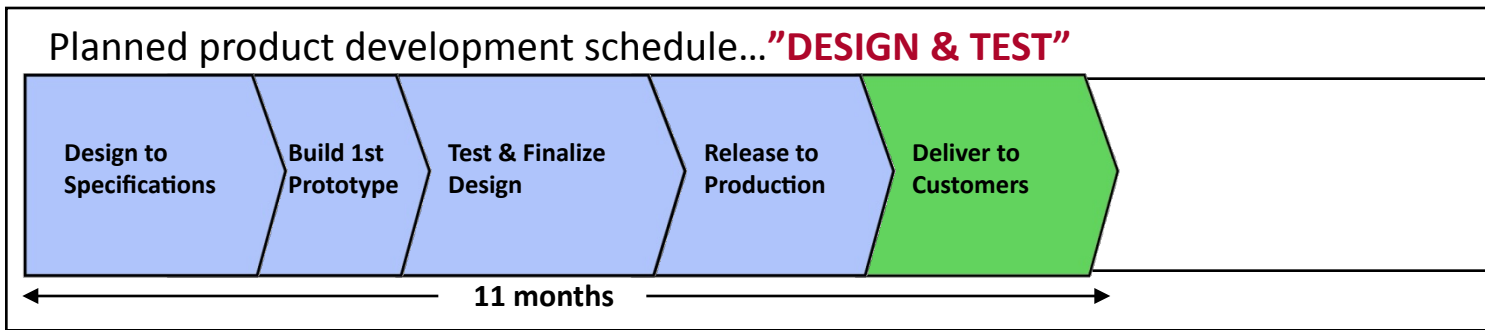 Planned product development schedule...”DESIGN & TEST”
Design to
Specifications
Build 1st
Prototype
Test & Finalize
Design
Release to
Production
Deliver to
Customers
11 months